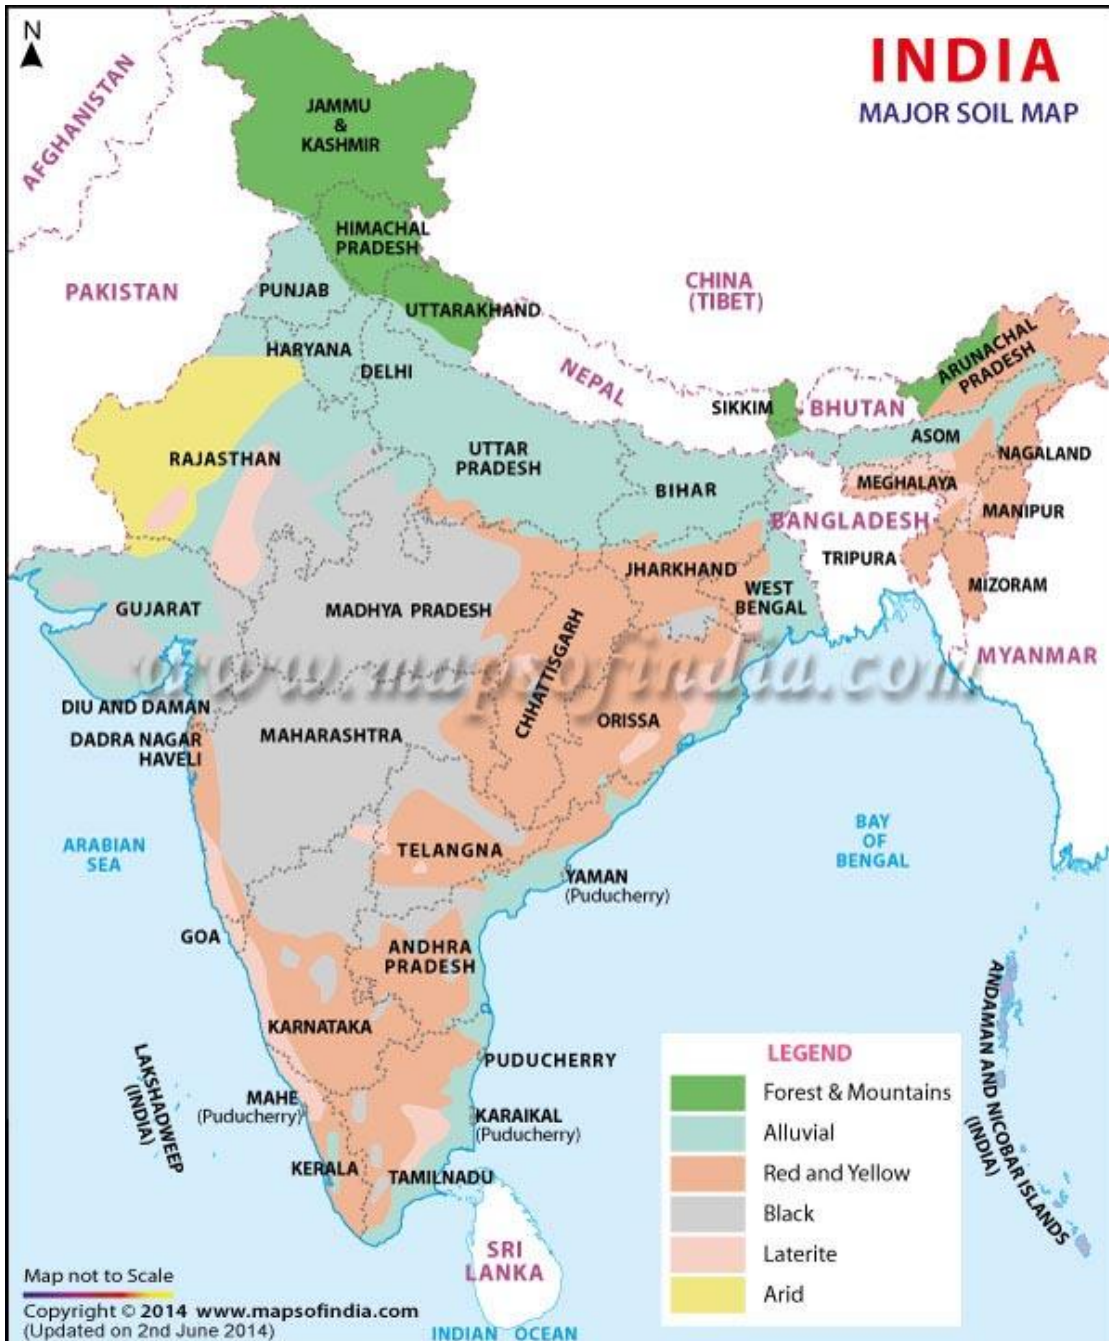 N
INDIA
MAJOR SOIL MAP
AFGHANISTAN
JAMMU
&
KASHMIR
HIMACHAL
PRADESH
PAKISTAN
PUNJAB
CHINA
(TIBET)
UTTARAKHAND
HARYANA
DELHI
NEPAL
ARUNACHAL
PRADESH
SIKKIM
BHUTAN
RAJASTHAN
UTTAR
PRADESH
ASOM
NAGALAND
BIHAR
MEGHALAYA
BANGLADESH
MANIPUR
TRIPURA
JHARKHAND
MIZORAM
GUJARAT
MADHYA PRADESH
WEST
BENGAL
www.mapsofindia.com
MYANMAR
CHHATTISGARH
DIU AND DAMAN
ORISSA
DADRA NAGAR
HAVELI
MAHARASHTRA
ARABIAN
SEA
BAY
OF
BENGAL
TELANGNA
YAMAN
(Puducherry)
GOA
ANDHRA
PRADESH
ANDAMAN AND NICOBAR ISLANDS
(INDIA)
KARNATAKA
LAKSHADWEEP
(INDIA)
PUDUCHERRY
MAHE
(Puducherry)
KARAIKAL
(Puducherry)
KERALA
TAMILNADU
SRI
LANKA
LEGEND
Forest & Mountains
Alluvial
Red and Yellow
Black
Laterite
Arid
Map not to Scale
Copyright © 2014 www.mapsofindia.com
(Updated on 2nd June 2014)
INDIAN OCEAN